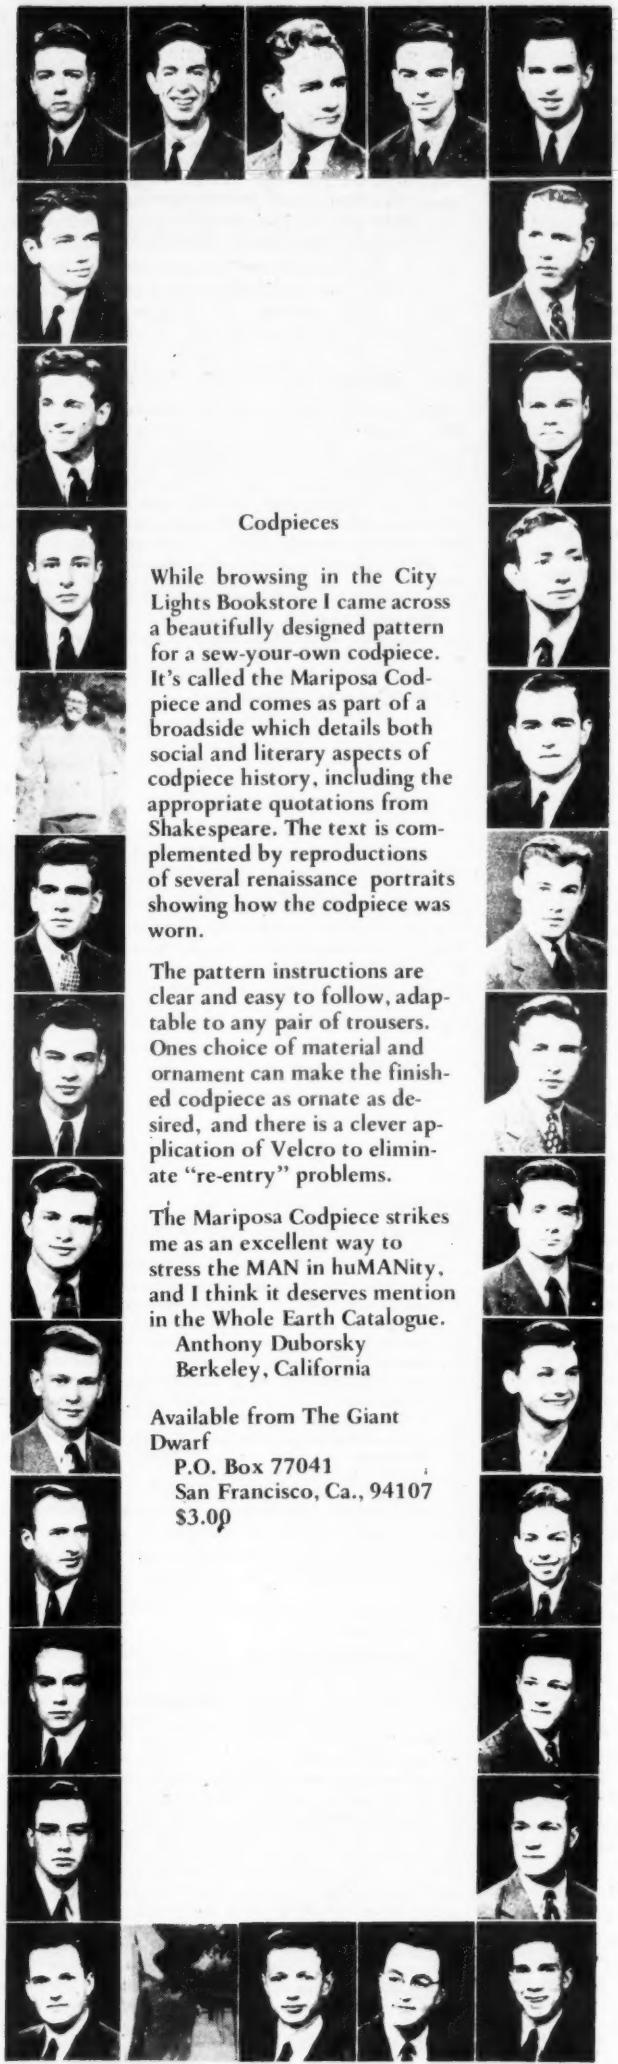 Codpieces
While browsing in the City
Lights Bookstore I came across
a beautifully designed pattern
for a sew-your-own codpiece.
It's called the Mariposa Cod-
piece and comes as part of a
broadside which details both
social and literary aspects of
codpiece history, including the
appropriate quotations from
Shakespeare. The text is com-
plemented by reproductions
of several renaissance portraits
showing how the codpiece was
worn.
The pattern instructions are
clear and easy to follow, adap-
table to any pair of trousers.
Ones choice of material and
ornament can make the finish-
ed codpiece as ornate as de-
sired, and there is a clever ap-
plication of Velcro to elimin-
ate "re-entry" problems.
The Mariposa Codpiece strikes
me as an excellent way to
stress the MAN in huMANity,
and I think it deserves mention
in the Whole Earth Catalogue.
Anthony Duborsky
Berkeley, California
Available from The Giant
Dwarf
P.O. Box 77041
San Francisco, Ca., 94107
$3.00